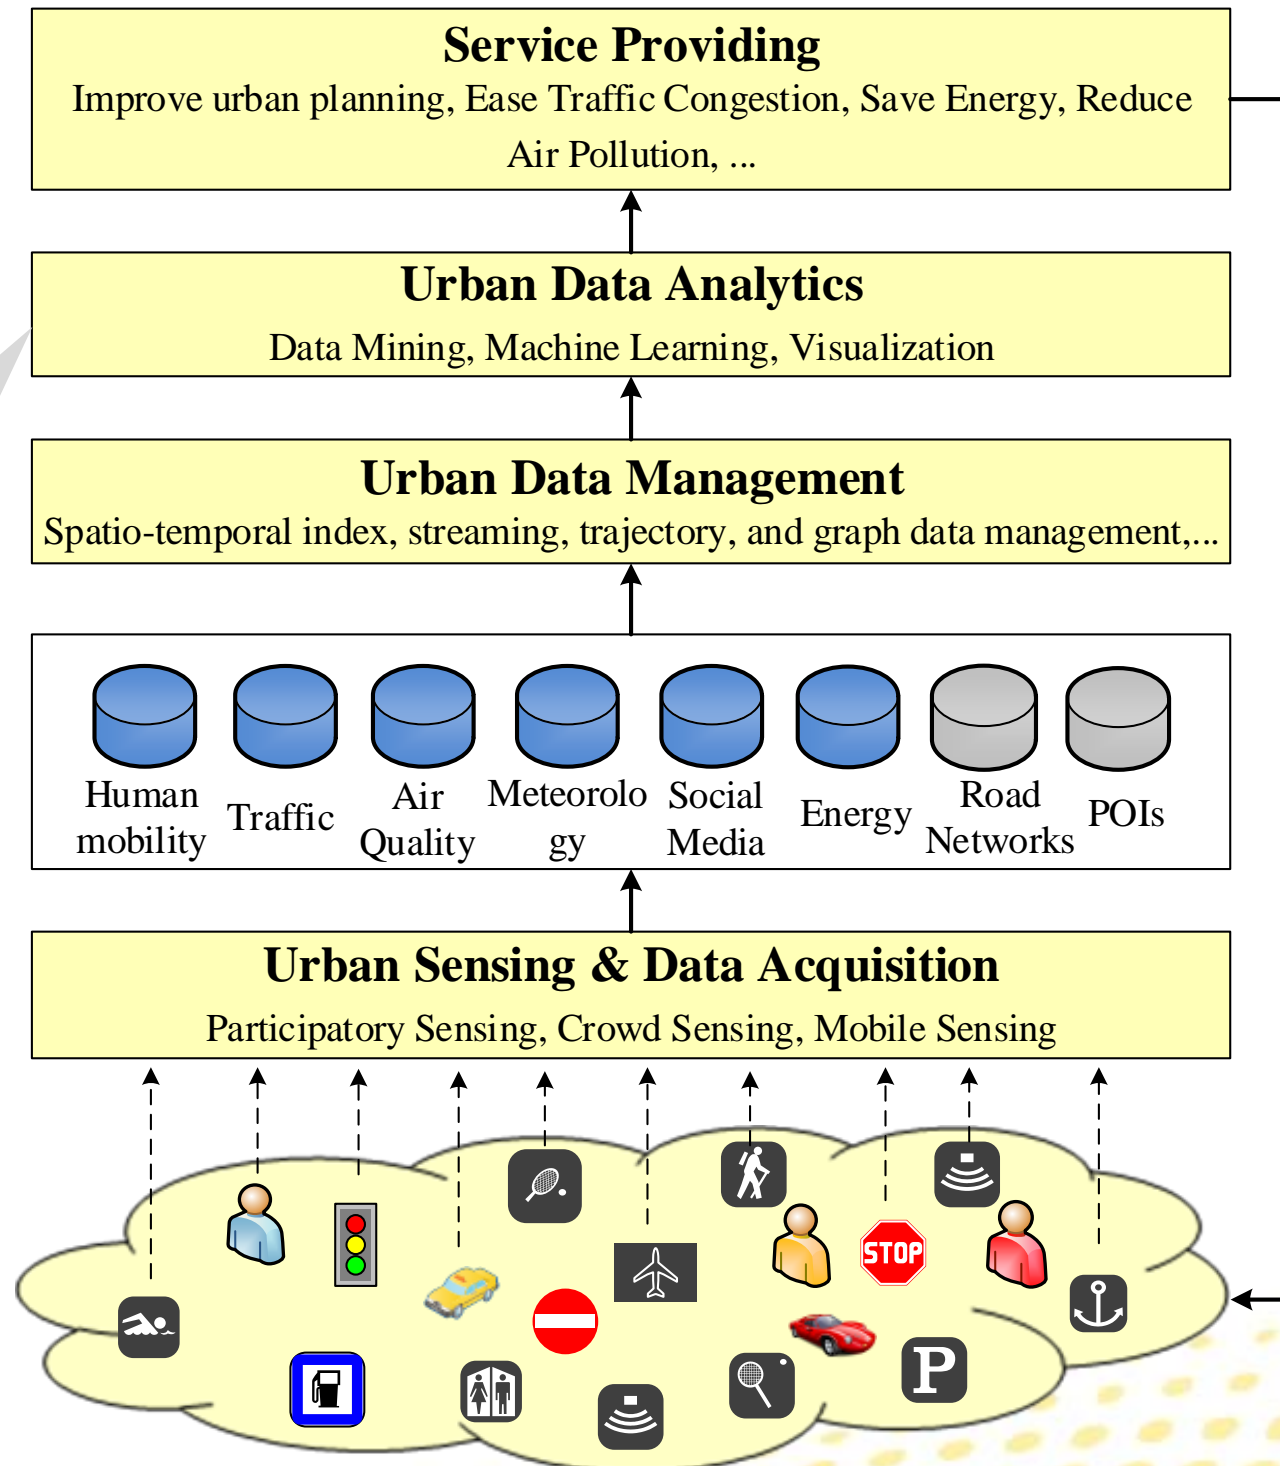 Service Providing
Improve urban planning, Ease Traffic Congestion, Save Energy, Reduce
Air Pollution, ...
Urban Data Analytics
Data Mining, Machine Learning, Visualization
Urban Data Management
Spatio-temporal index, streaming, trajectory, and graph data management,...
Human
mobility
Traffic
Air
Quality
Meteorolo
gy
Social
Media
Energy
Road
Networks
POIs
Urban Sensing & Data Acquisition
Participatory Sensing, Crowd Sensing, Mobile Sensing
STOP
P